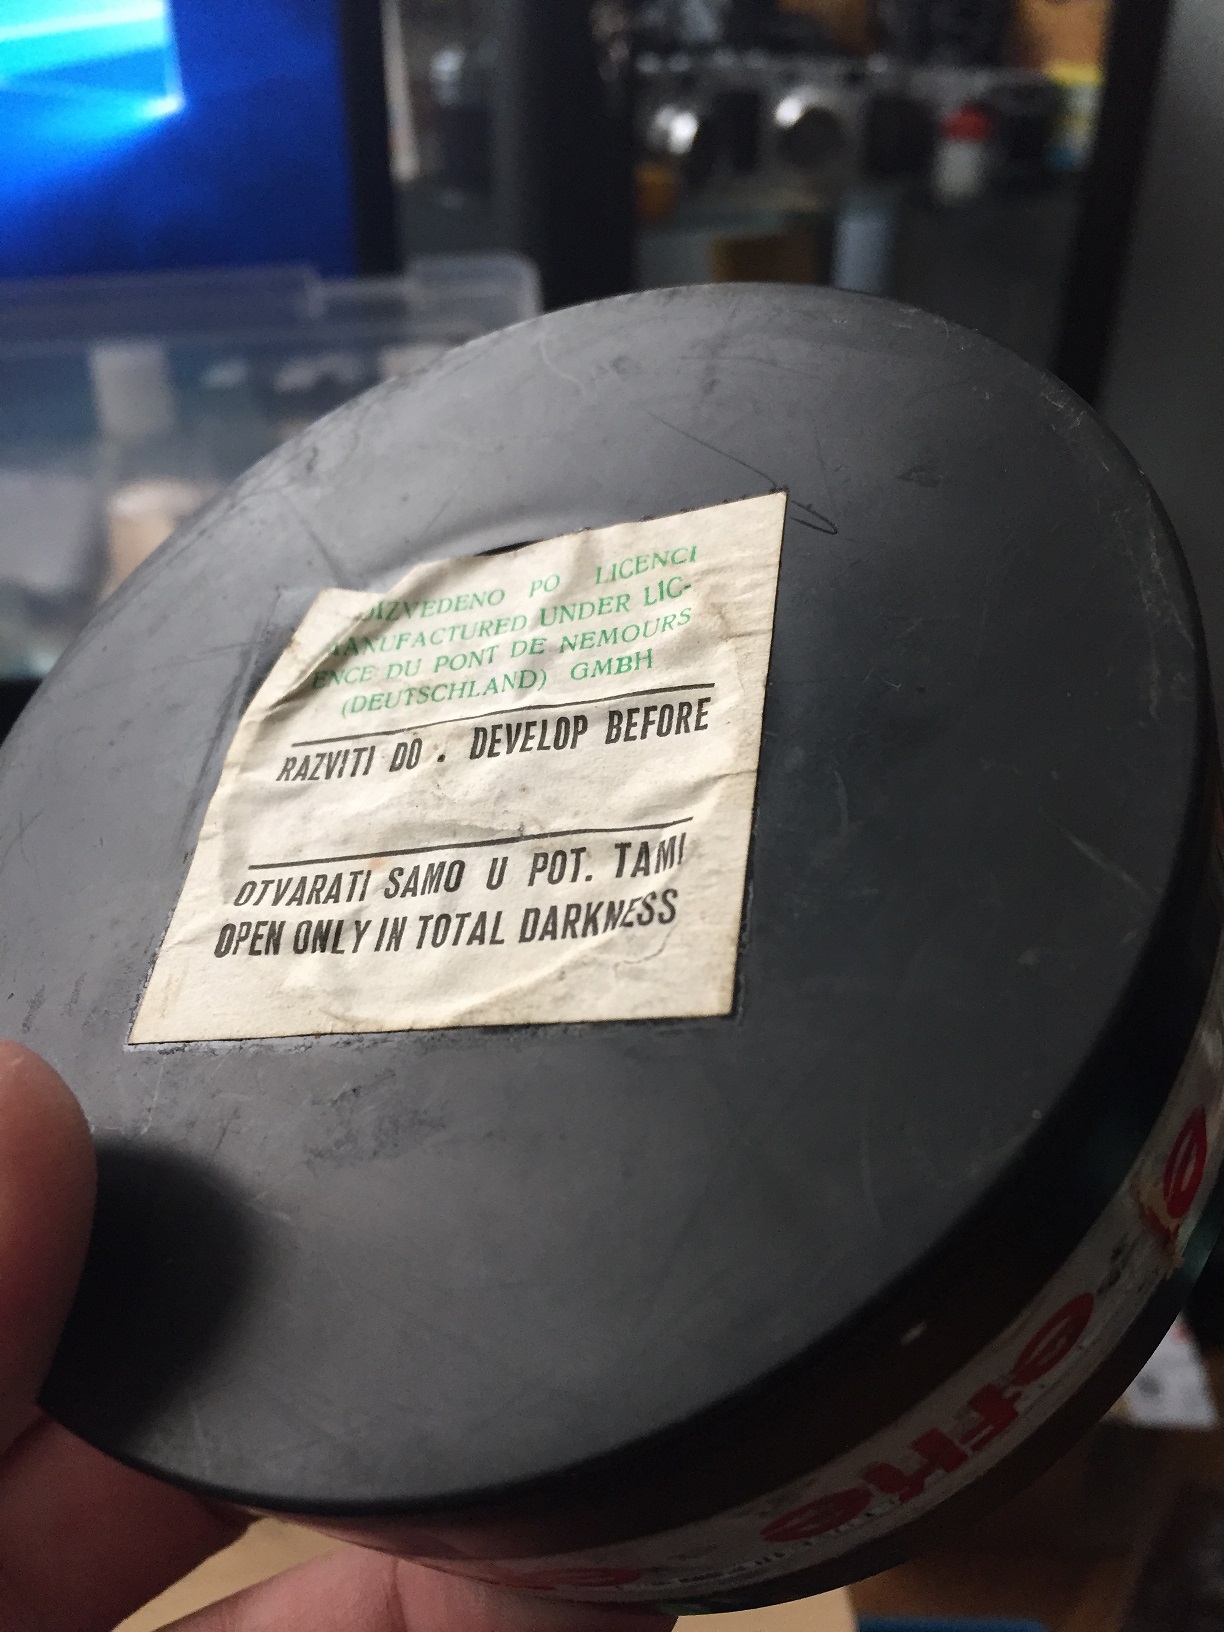 PO LICENCI
MANUFACTURED UNDER LIC-
ENCE DU PONT DE NEMOURS
(DEUTSCHLAND) GMBH
RAZVITI DO . DEVELOP BEFORE
OTVARATI SAMO U POT. TAMI
OPEN ONLY IN TOTAL DARKNESS